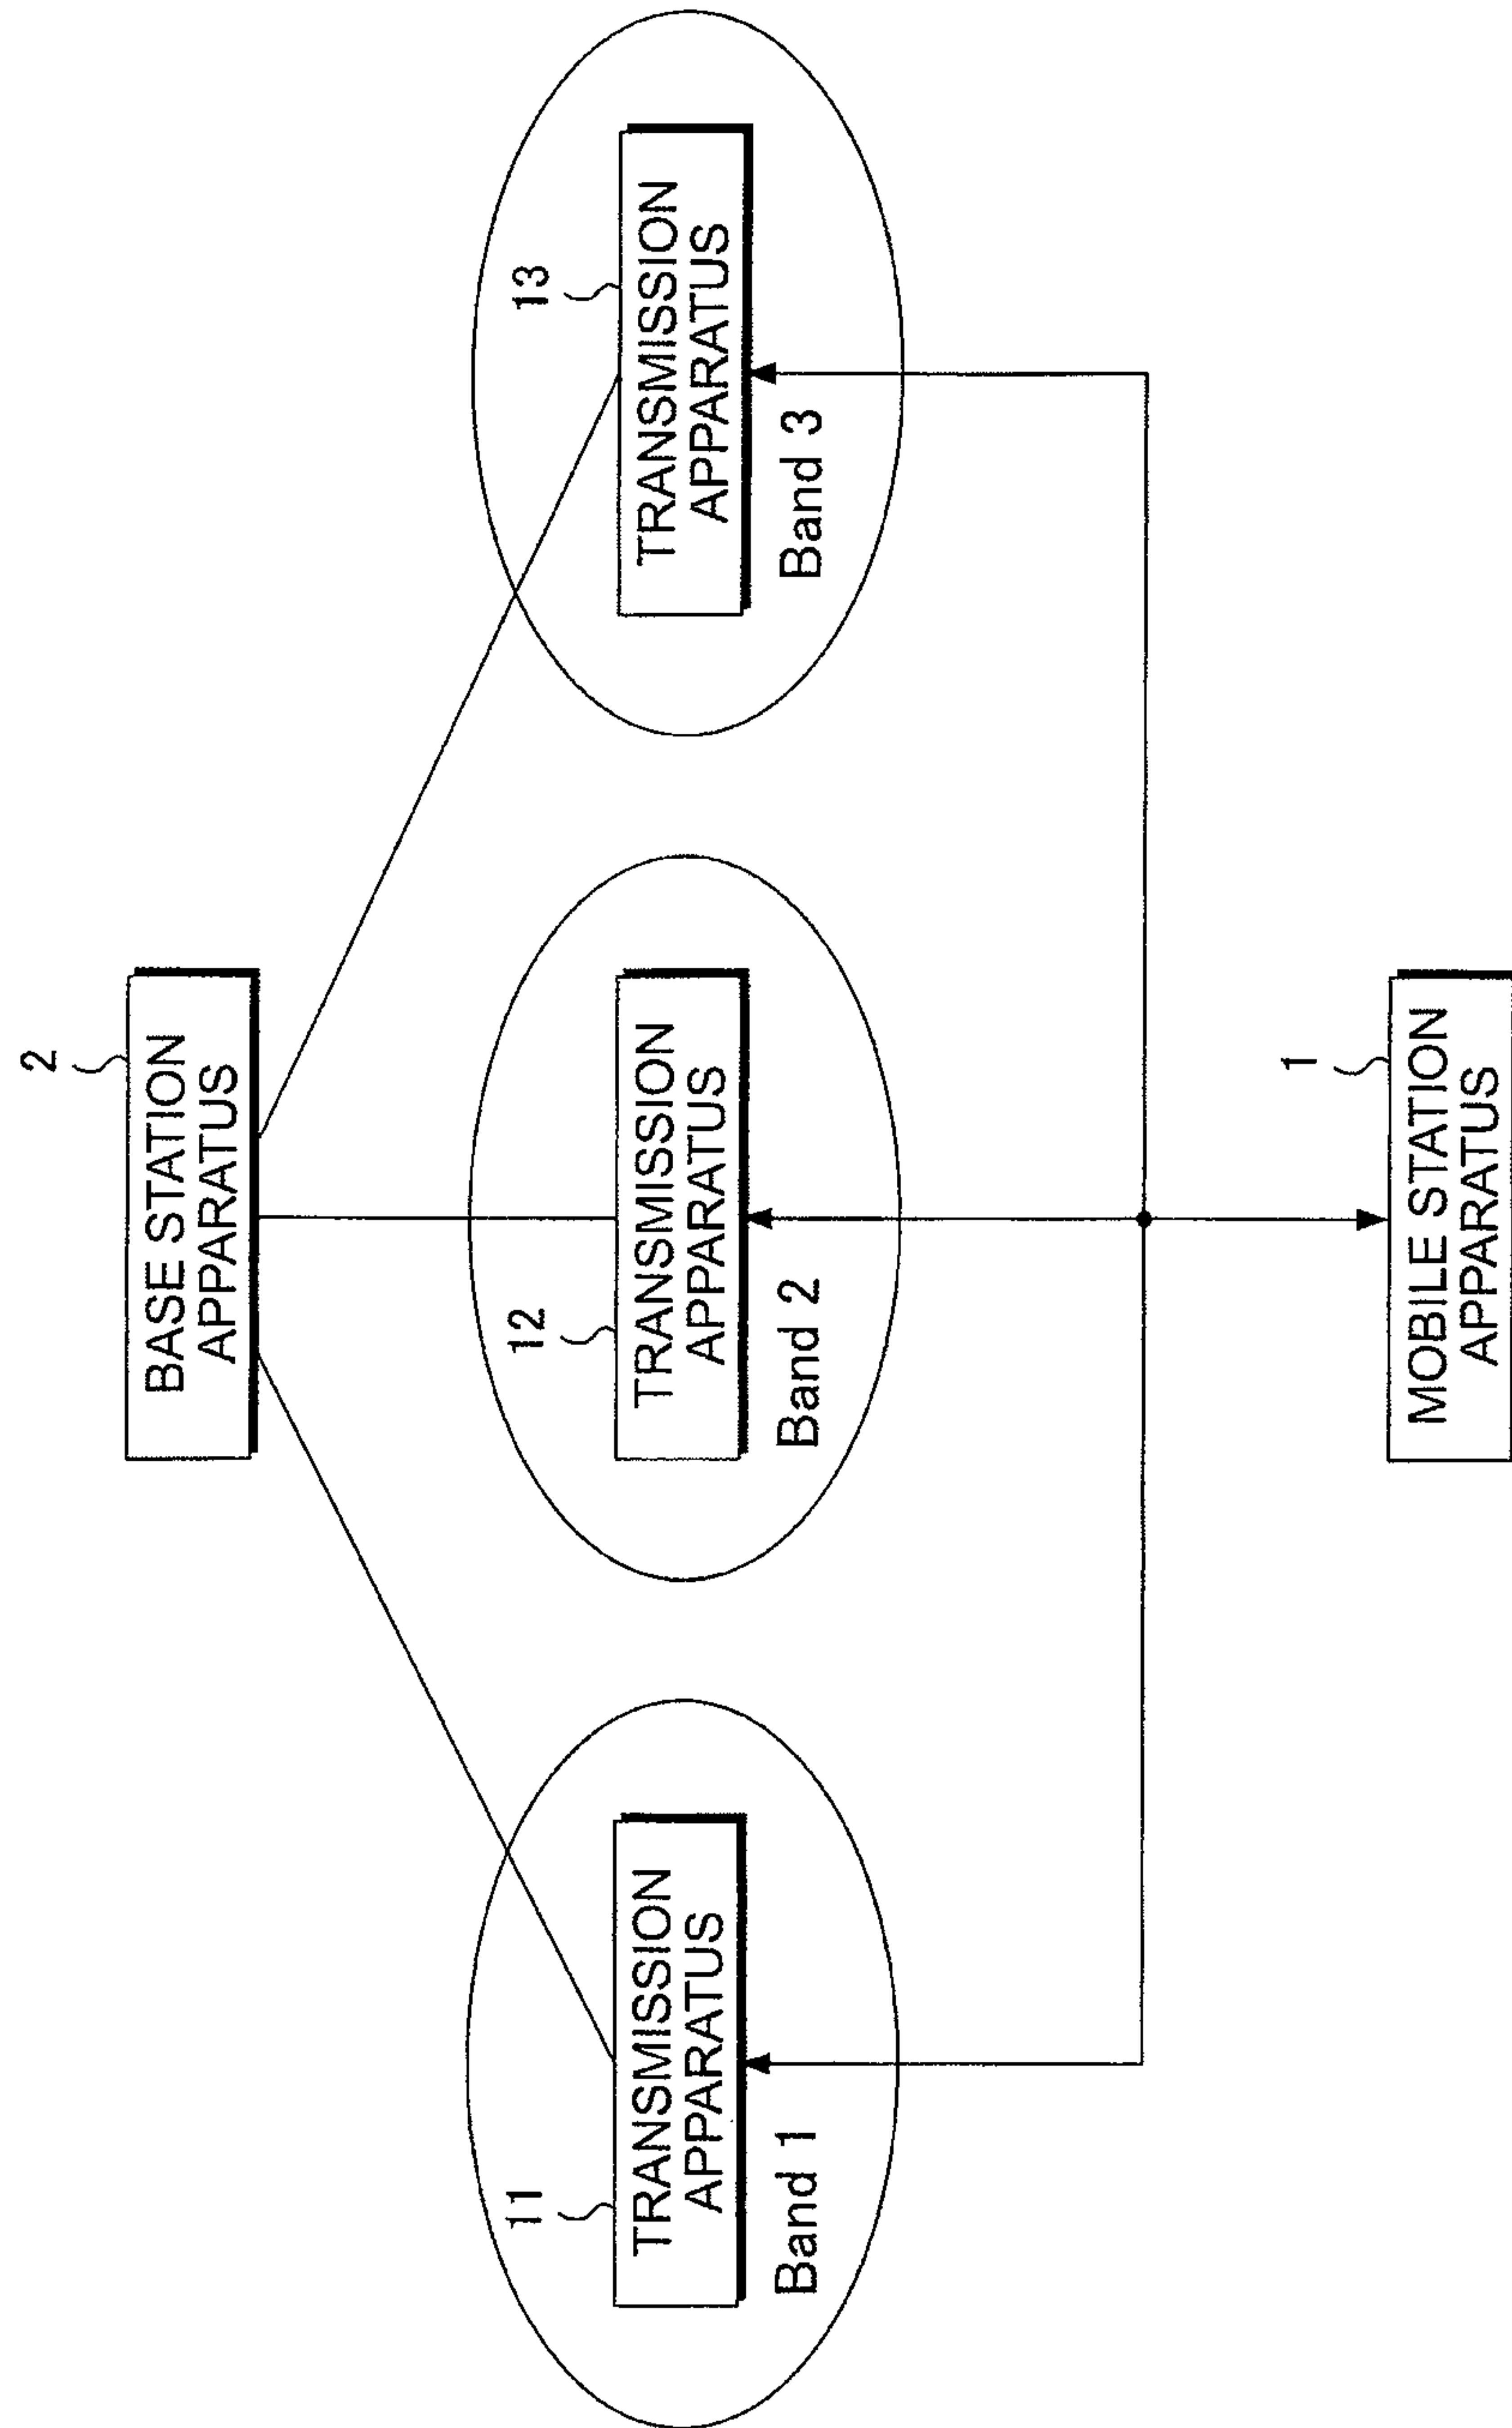 2
BASE STATION
APPARATUS
11
TRANSMISSION
APPARATUS
Band 1
12
TRANSMISSION
APPARATUS
Band 2
13
TRANSMISSION
APPARATUS
Band 3
1
MOBILE STATION
APPARATUS